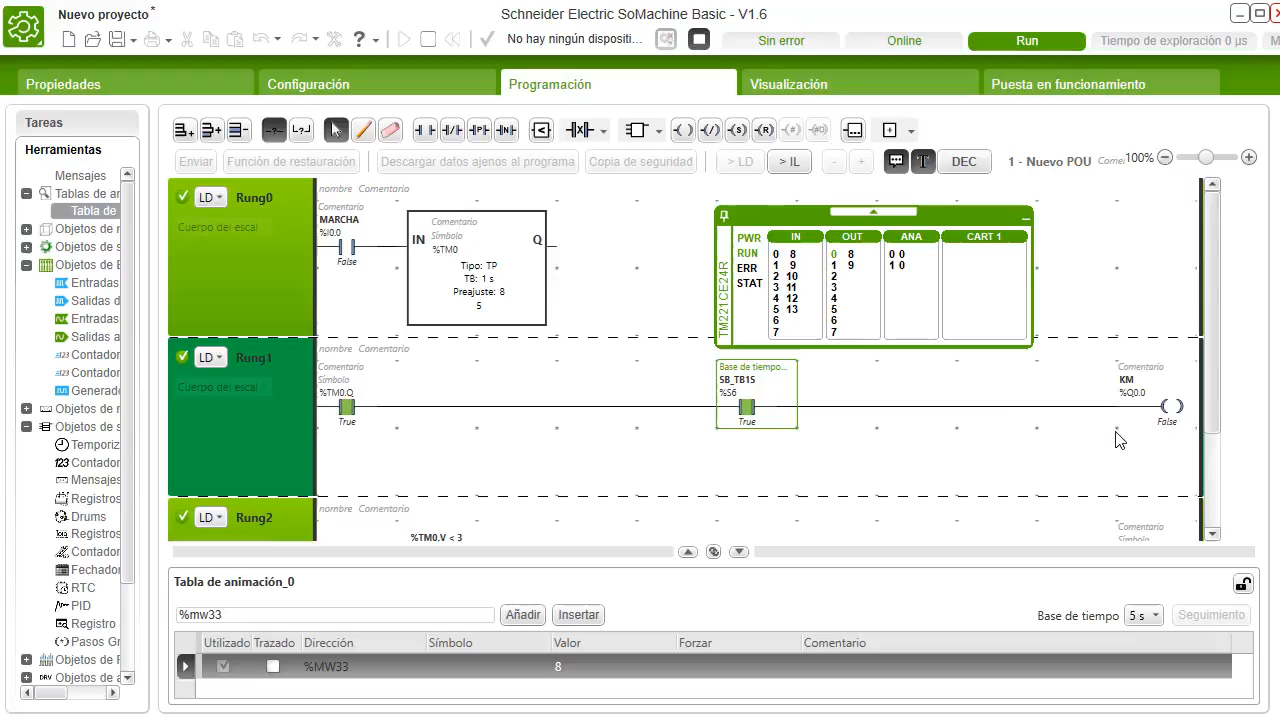 Nuevo proyecto *
Schneider Electric SoMachine Basic - V1.6
No hay ningún dispositi...
Sin error
Online
Run
Tiempo de exploración 0 µs
Propiedades
Configuración
Programación
Visualización
Puesta en funcionamiento
Tareas
Herramientas
Mensajes
Tablas de ar
Tabla de
Objetos de r
Objetos de s
Objetos de E
Entradas
Salidas d
Entradas
Salidas a
Contador
Contador
Generado
Objetos de r
Objetos de s
Temporiz
Contador
Mensajes
Registros
Drums
Registros
Contador
Fechador
RTC
PID
Registro
Pasos Gr
Objetos de F
Objetos de a
Enviar
Función de restauración
Descargar datos ajenos al programa
Copia de seguridad
> LD
> IL
-
+
DEC
1 - Nuevo POU
Comei
100%
LD
Rung0
Cuerpo del escal
nombre Comentario
Comentario
MARCHA
%I0.0
False
Comentario
Símbolo
%TM0
IN
Q
Tipo: TP
TB: 1 s
Preajuste: 8
5
TM221CE24R
PWR
RUN
ERR
STAT
IN
OUT
ANA
CART 1
0 8 0 8 0 0
1 9 1 9 1 0
2 10 2
3 11 3
4 12 4
5 13 5
6 6
7 7
LD
Rung1
Cuerpo del escal
nombre Comentario
Comentario
Símbolo
%TM0.Q
True
Base de tiempo...
SB_TB1S
%S6
True
Comentario
KM
%Q0.0
False
LD
Rung2
nombre Comentario
%TM0.V < 3
Comentario
Símbolo
Tabla de animación_0
%mw33
Añadir
Insertar
Base de tiempo
5 s
Seguimiento
Utilizado Trazado Dirección Símbolo Valor Forzar Comentario
%MW33 8